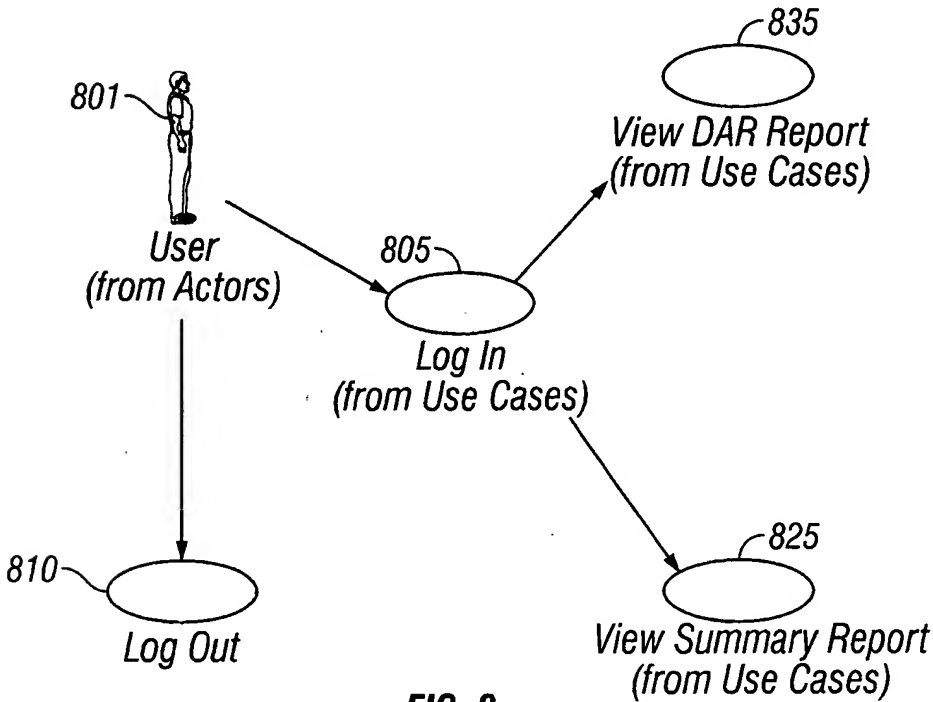 835
801
View DAR Report
(from Use Cases)
User
(from Actors)
805
Log In
(from Use Cases)
810
Log Out
825
View Summary Report
(from Use Cases)